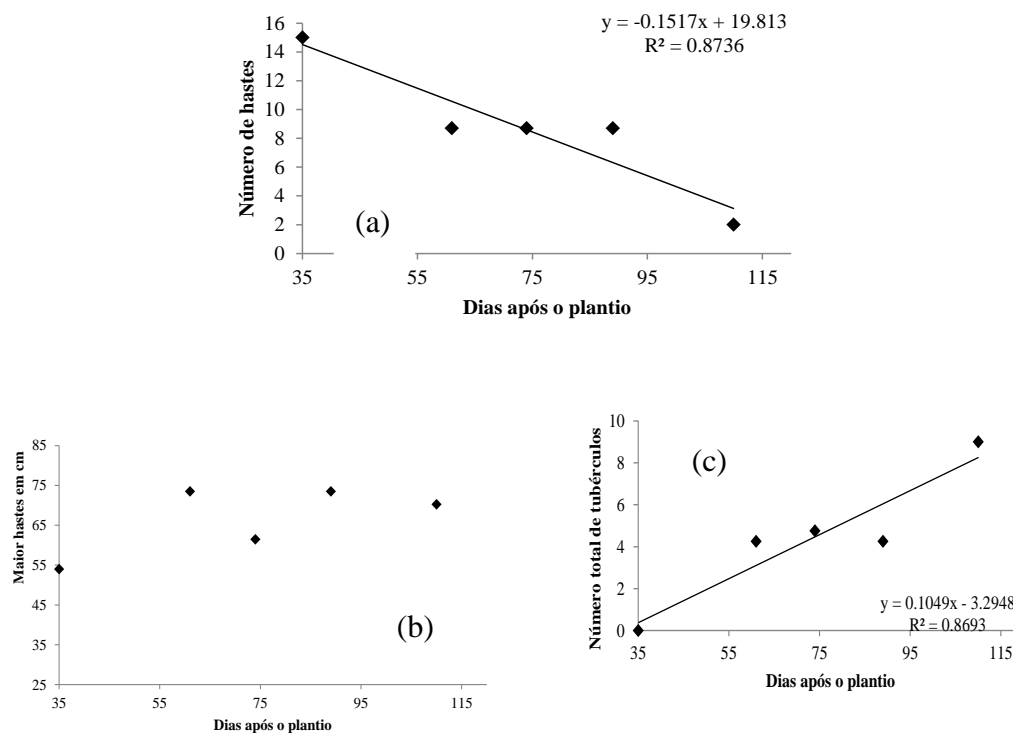 y = -0.1517x + 19.813
R² = 0.8736
16
14
12
10
8
6
4
2
0
Número de hastes
(a)
35 55 75 95 115
Dias após o plantio
85
75
65
55
45
35
25
Maior hastes em cm
(b)
35 55 75 95 115
Dias após o plantio
10
8
6
4
2
0
Número total de tubérculos
(c)
y = 0.1049x - 3.2948
R² = 0.8693
35 55 75 95 115
Dias após o plantio